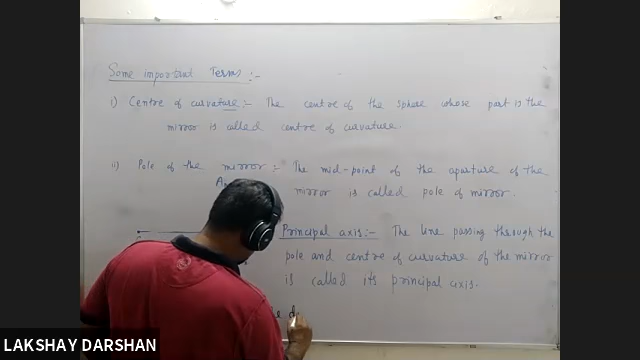 Some important Terms :-
i) Centre of curvature :- The centre of the sphere whose part is the
mirror is called centre of curvature.
ii) Pole of the mirror :- The mid-point of the aperture of the
mirror is called pole of mirror.
Principal axis :- The line passing through the
pole and centre of curvature of the mirror
is called its principal axis.
LAKSHAY DARSHAN